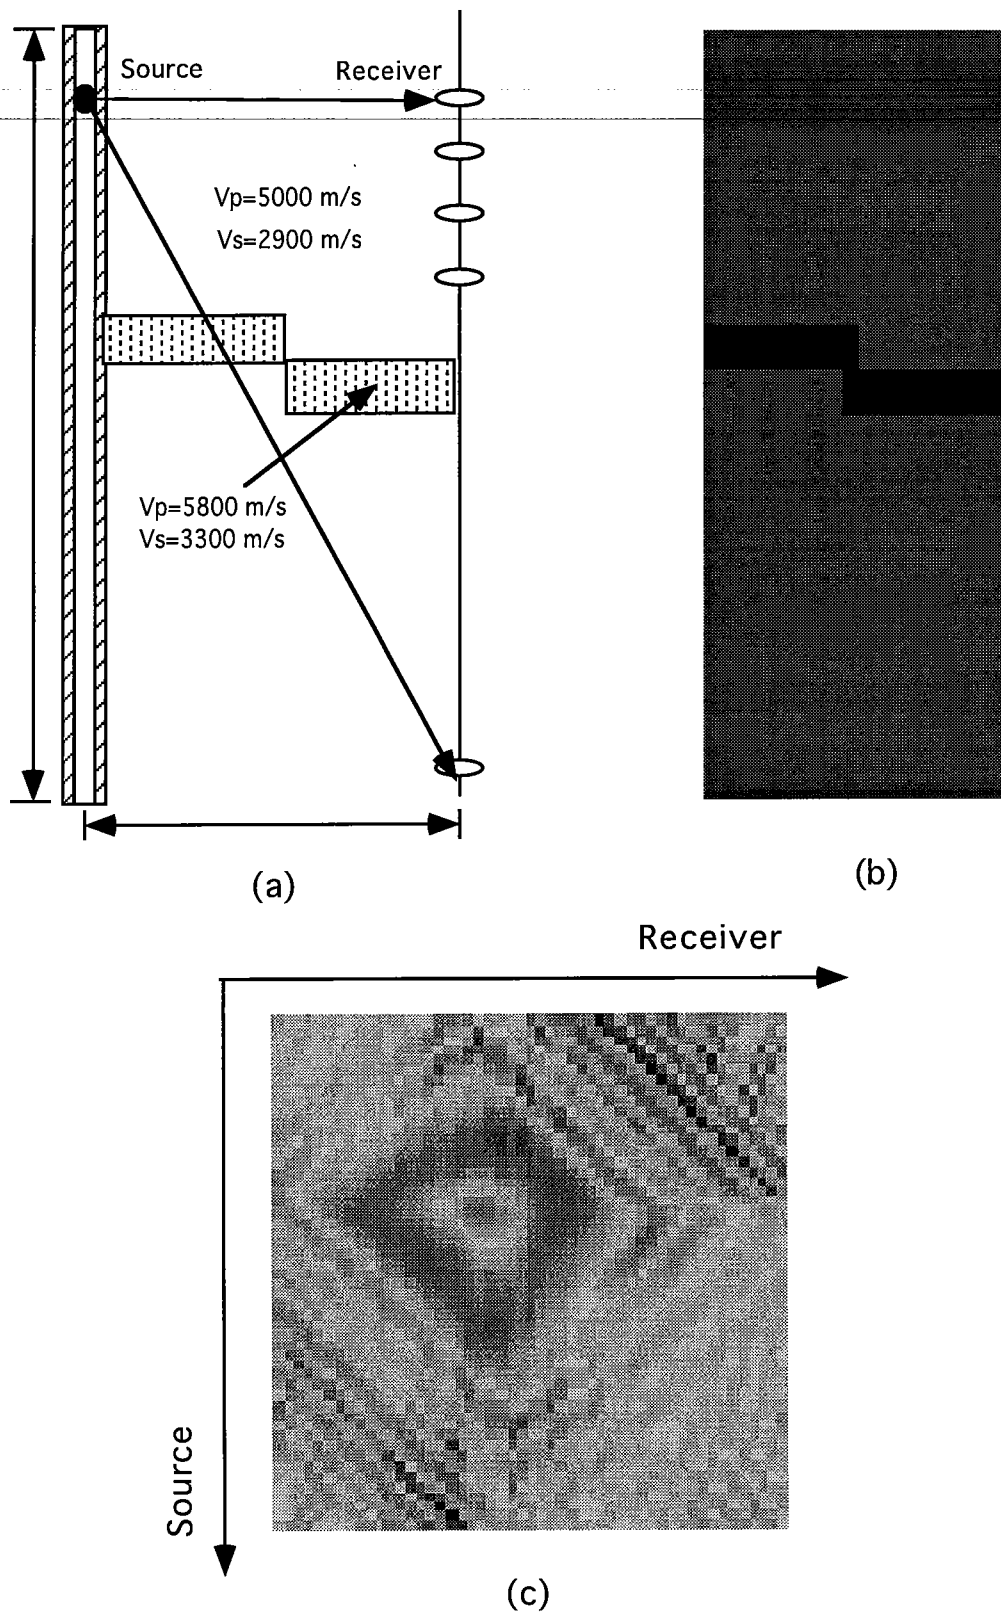 Source
Receiver
Vp=5000 m/s
Vs=2900 m/s
Vp=5800 m/s
Vs=3300 m/s
(a)
(b)
Receiver
Source
(c)